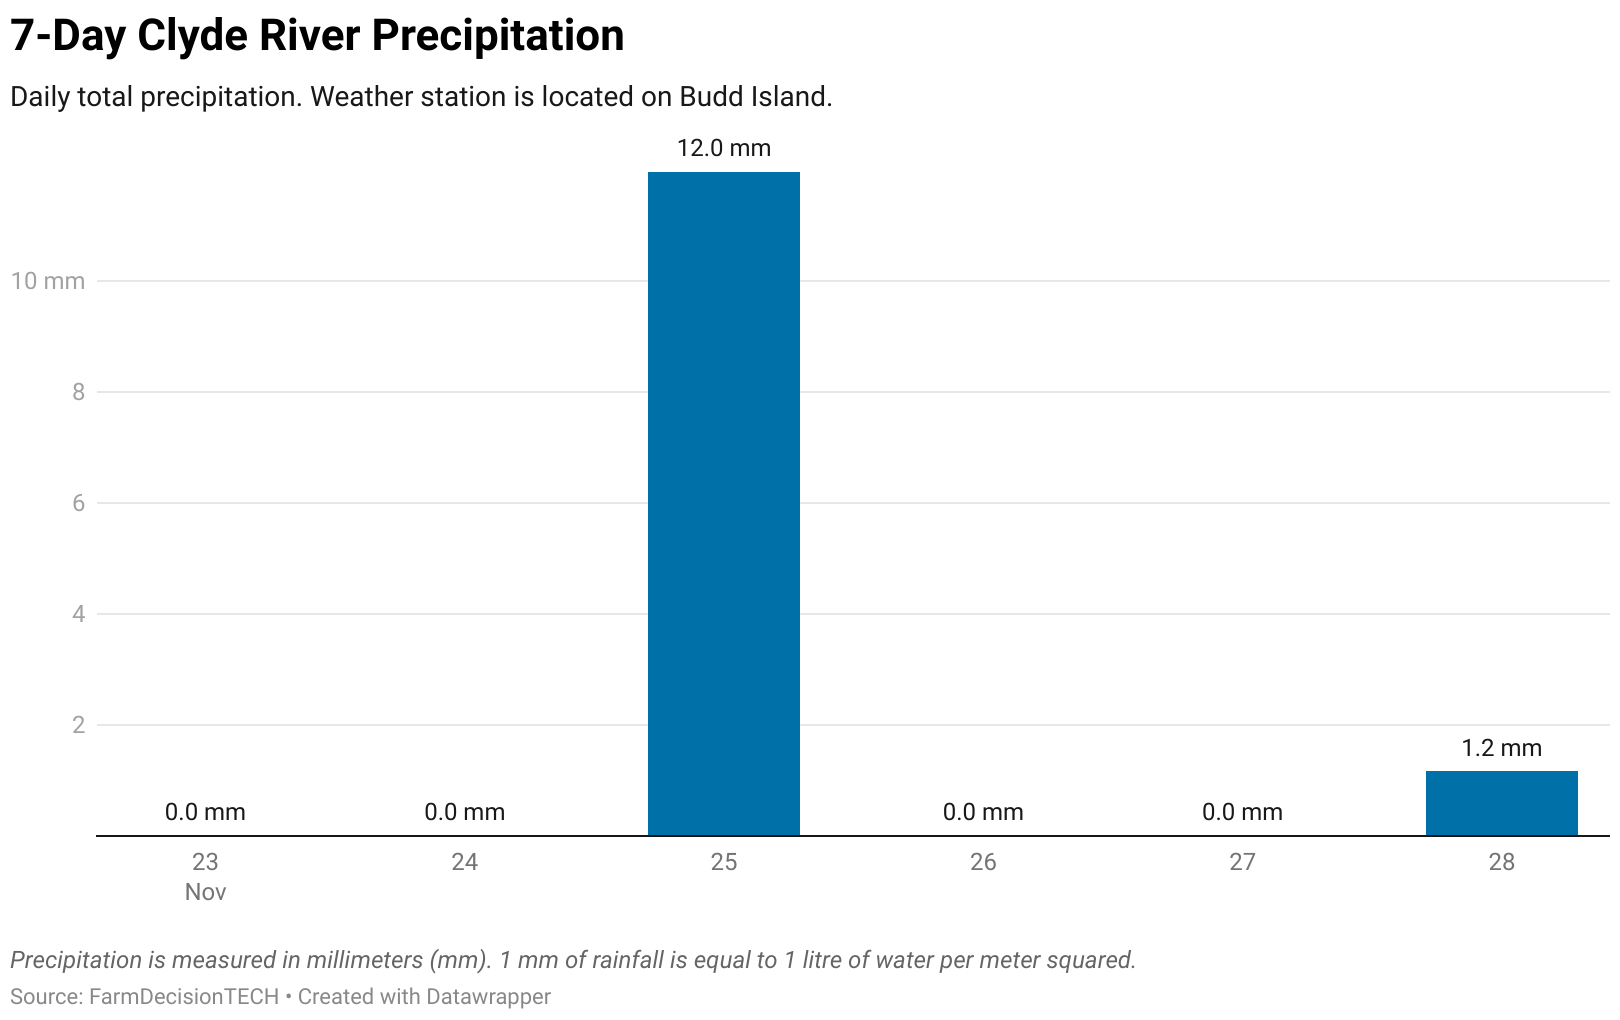 7-Day Clyde River Precipitation
Daily total precipitation. Weather station is located on Budd Island.
12.0 mm
10 mm
8
6
4
2
1.2 mm
0.0 mm 0.0 mm 0.0 mm 0.0 mm
23 24 25 26 27 28
Nov
Precipitation is measured in millimeters (mm). 1 mm of rainfall is equal to 1 litre of water per meter squared.
Source: FarmDecisionTECH • Created with Datawrapper